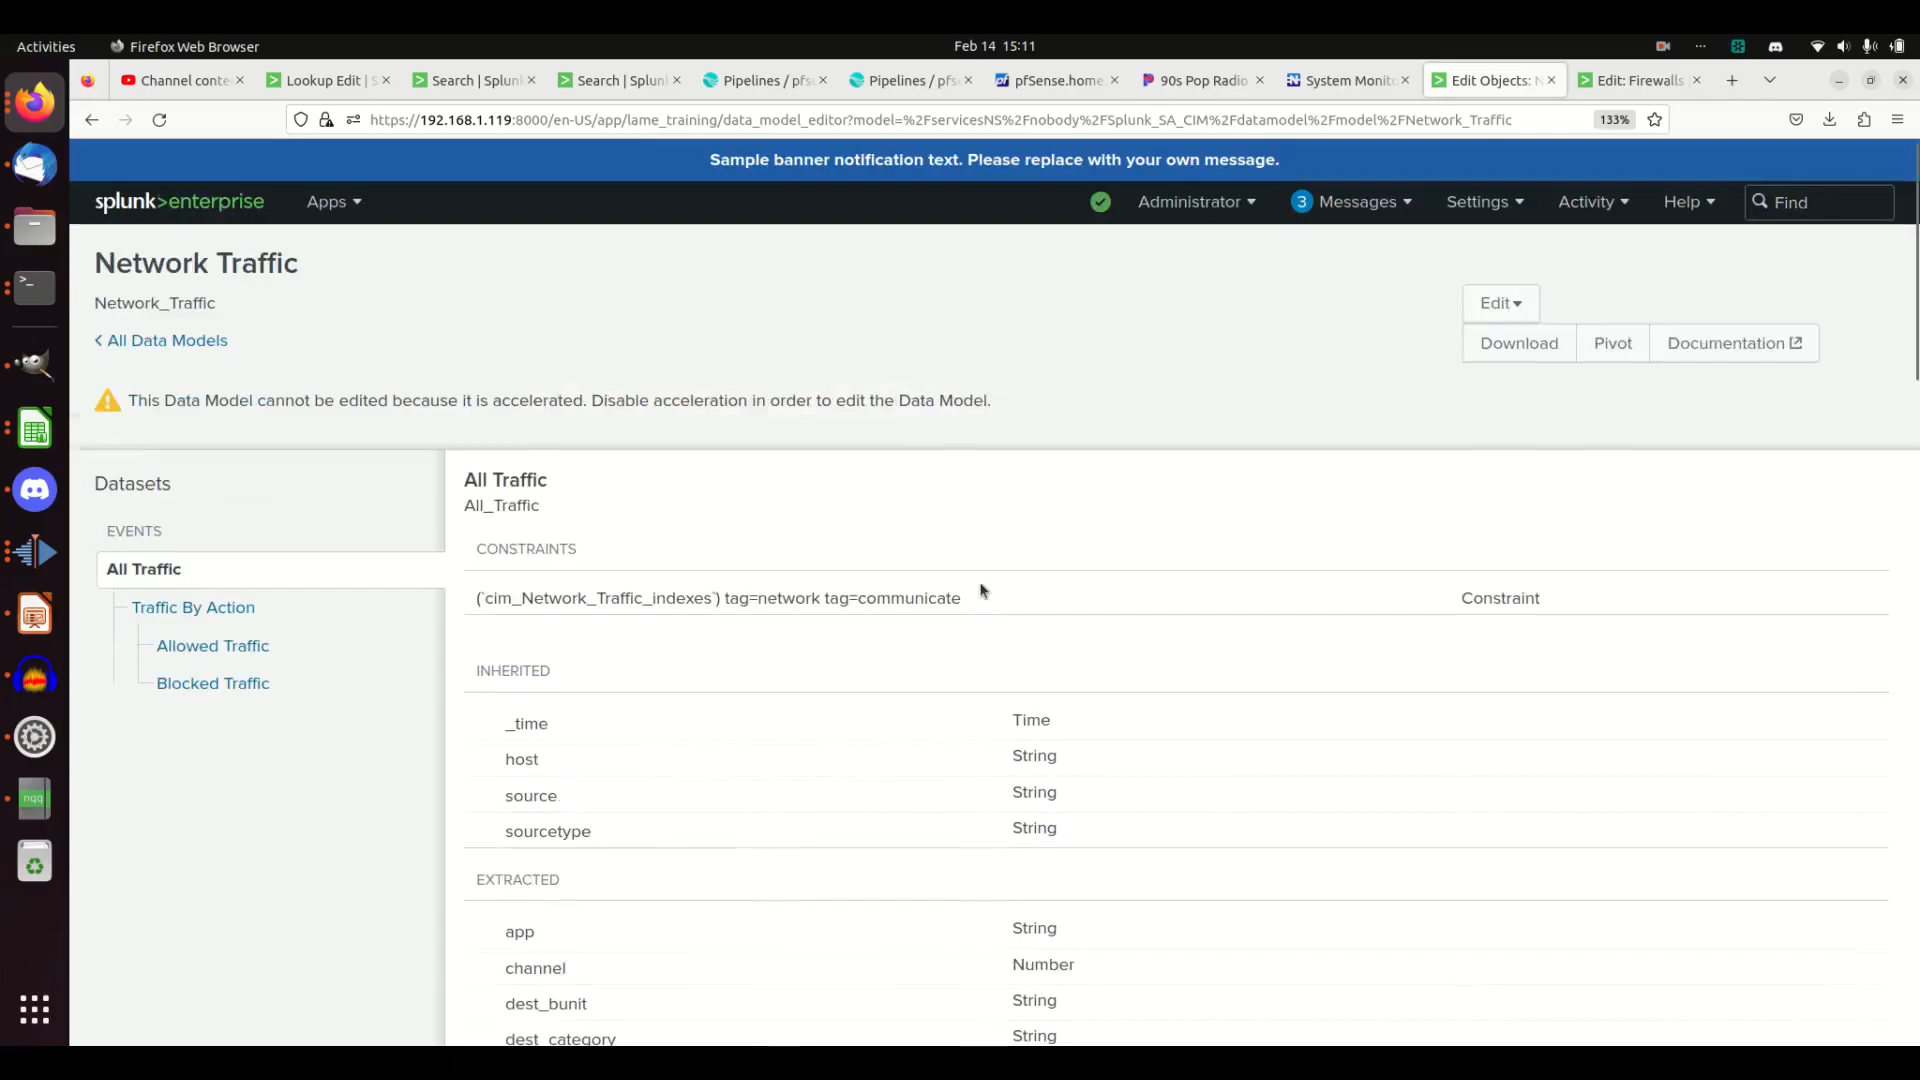 Activities
Firefox Web Browser
Feb 14 15:11
Channel conte
Lookup Edit | S
Search | Splun
Search | Splun
Pipelines / pfs
Pipelines / pfs
pfSense.home.
90s Pop Radio
System Monito
Edit Objects: N
Edit: Firewalls
https://192.168.1.119:8000/en-US/app/lame_training/data_model_editor?model=%2FservicesNS%2Fnobody%2FSplunk_SA_CIM%2Fdatamodel%2Fmodel%2FNetwork_Traffic
133%
Sample banner notification text. Please replace with your own message.
splunk>enterprise
Apps
Administrator
3 Messages
Settings
Activity
Help
Find
Network Traffic
Network_Traffic
< All Data Models
Edit
Download
Pivot
Documentation
This Data Model cannot be edited because it is accelerated. Disable acceleration in order to edit the Data Model.
Datasets
EVENTS
All Traffic
Traffic By Action
Allowed Traffic
Blocked Traffic
All Traffic
All_Traffic
CONSTRAINTS
(`cim_Network_Traffic_indexes`) tag=network tag=communicate
Constraint
INHERITED
_time
Time
host
String
source
String
sourcetype
String
EXTRACTED
app
String
channel
Number
dest_bunit
String
dest_category
String
nqq